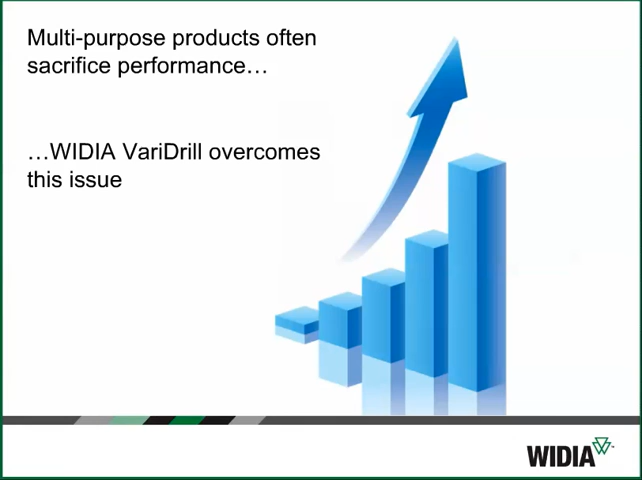 Multi-purpose products often
sacrifice performance…
…WIDIA VariDrill overcomes
this issue
WIDIA